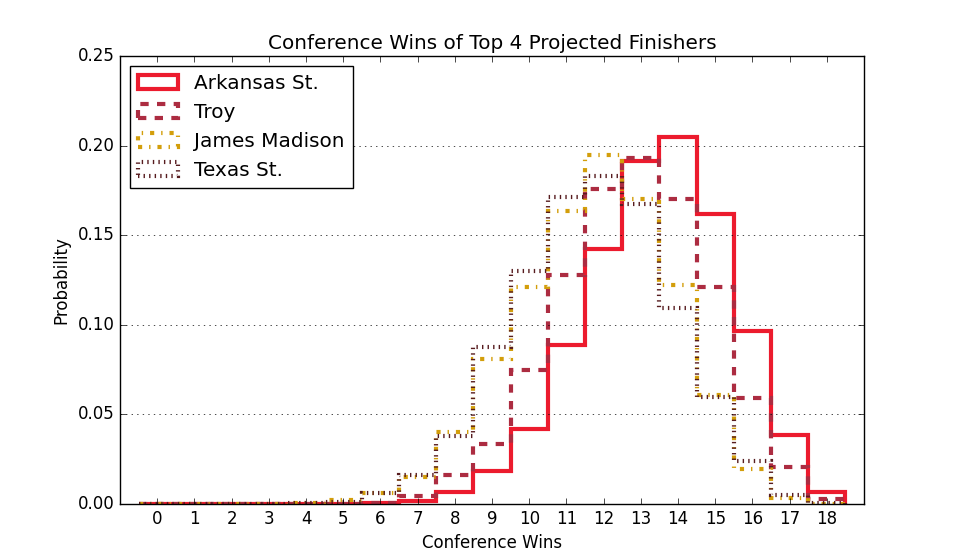 Conference Wins of Top 4 Projected Finishers
0.25
0.20
0.15
0.10
0.05
0.00
Probability
Arkansas St.
Troy
James Madison
Texas St.
0 1 2 3 4 5 6 7 8 9 10 11 12 13 14 15 16 17 18
Conference Wins